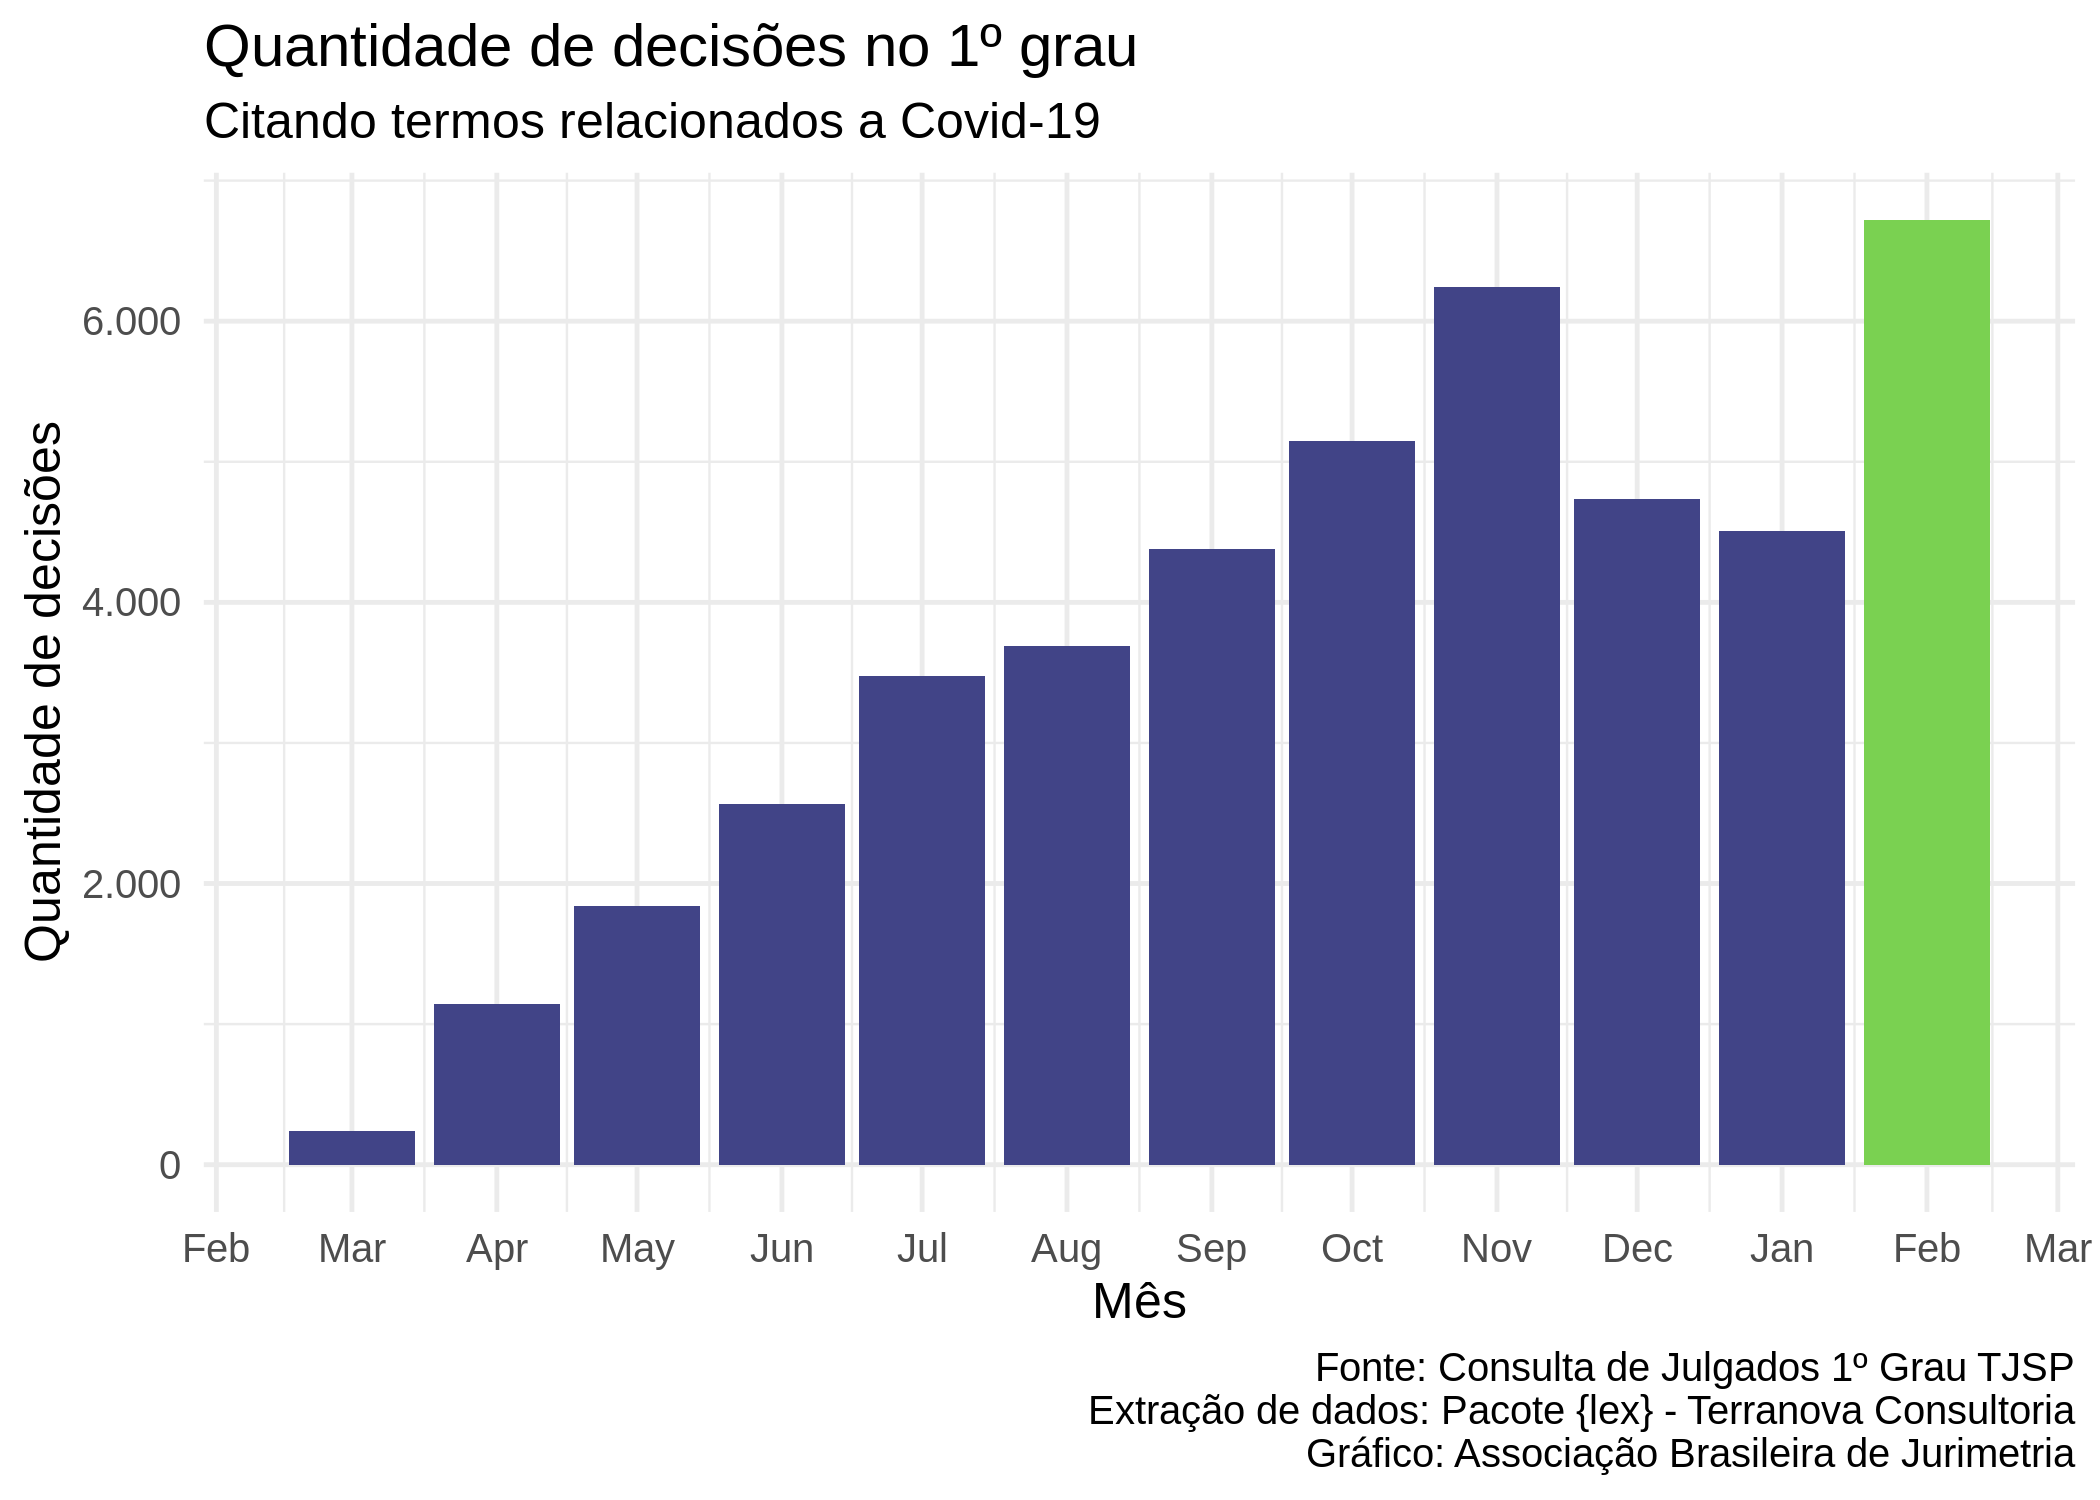 Quantidade de decisões no 1º grau
Citando termos relacionados a Covid-19
Quantidade de decisões
6.000
4.000
2.000
0
Feb Mar Apr May Jun Jul Aug Sep Oct Nov Dec Jan Feb Mar
Mês
Fonte: Consulta de Julgados 1º Grau TJSP
Extração de dados: Pacote {lex} - Terranova Consultoria
Gráfico: Associação Brasileira de Jurimetria